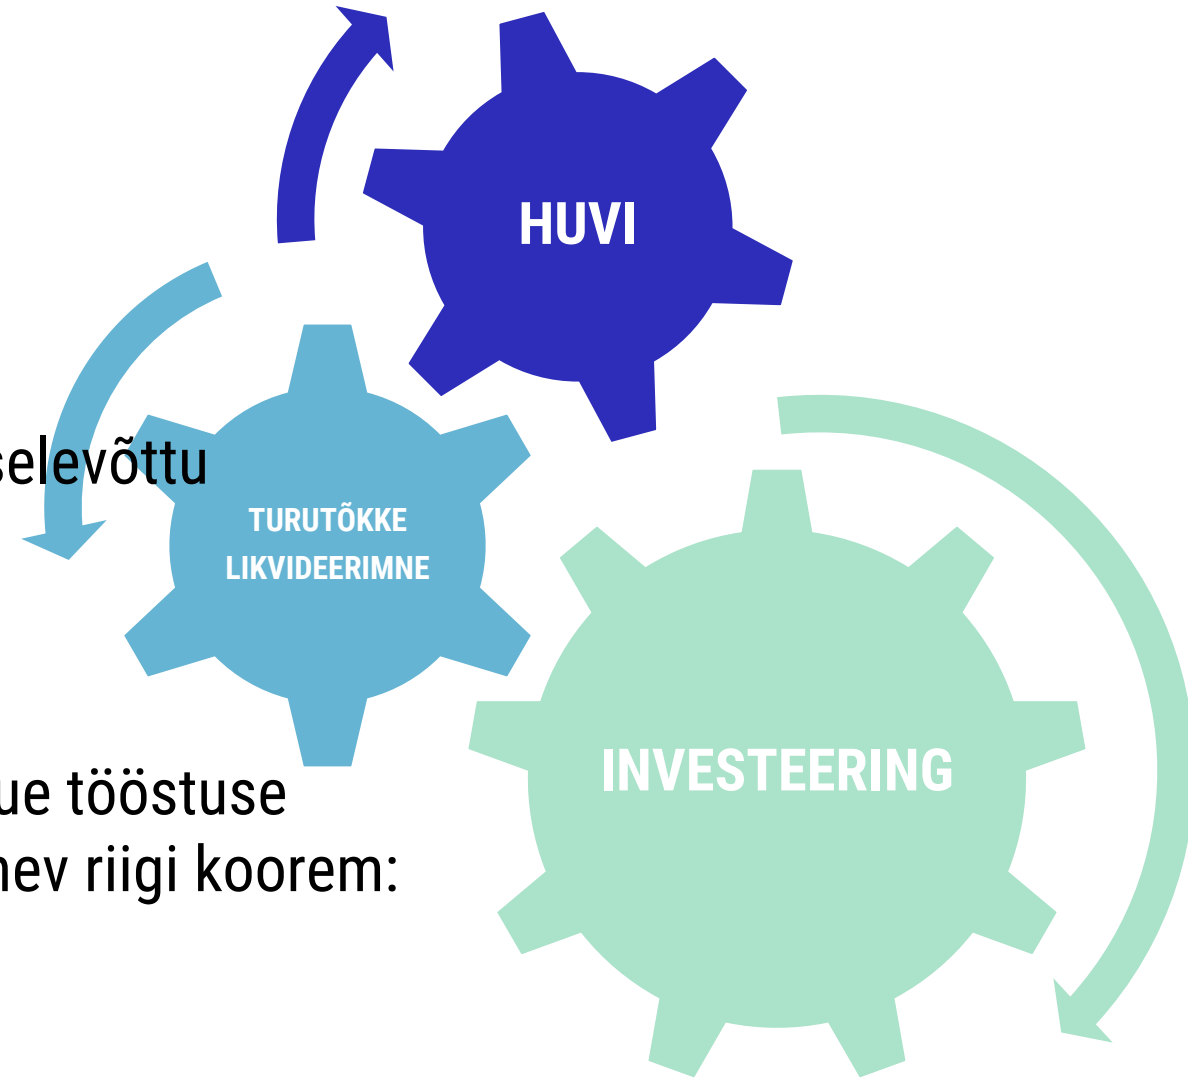 HUVI
selevõttu
TURUTÕKKE
LIKVIDEERIMNE
INVESTEERING
ue tööstuse
nev riigi koorem: